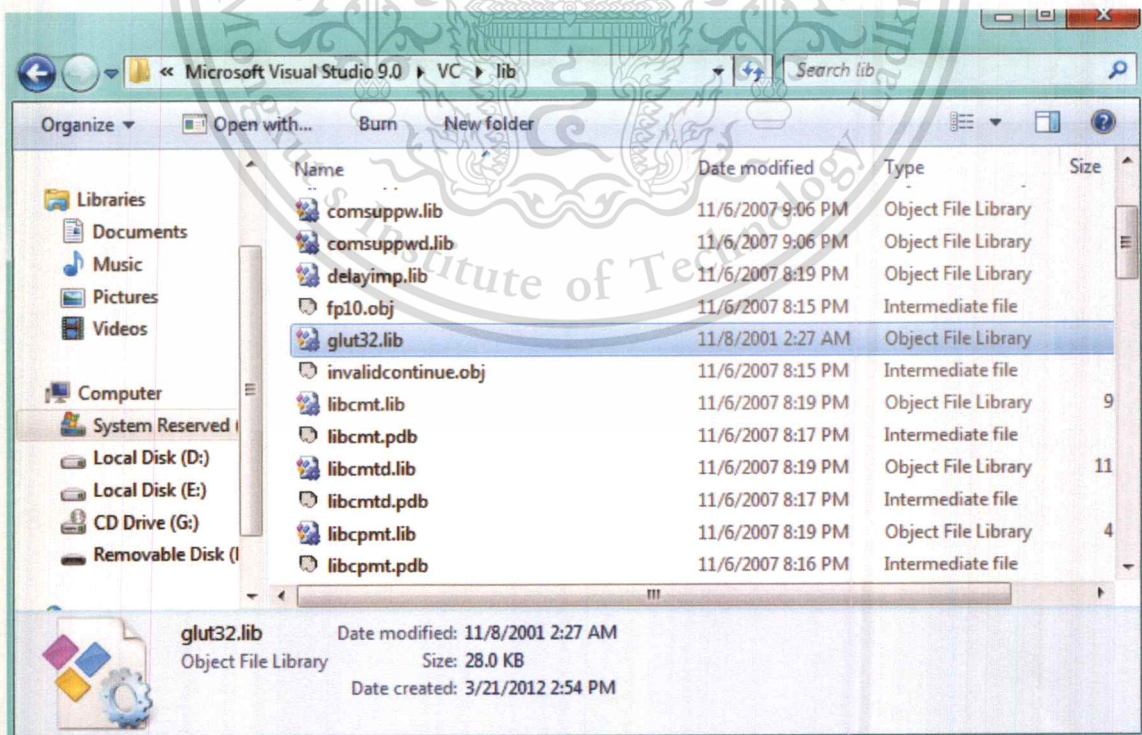 « Microsoft Visual Studio 9.0 ▸ VC ▸ lib
Search lib
Organize Open with... Burn New folder
Name Date modified Type Size
Libraries
Documents
Music
Pictures
Videos
Computer
System Reserved (
Local Disk (D:)
Local Disk (E:)
CD Drive (G:)
Removable Disk (I
comsuppw.lib 11/6/2007 9:06 PM Object File Library
comsuppwd.lib 11/6/2007 9:06 PM Object File Library
delayimp.lib 11/6/2007 8:19 PM Object File Library
fp10.obj 11/6/2007 8:15 PM Intermediate file
glut32.lib 11/8/2001 2:27 AM Object File Library
invalidcontinue.obj 11/6/2007 8:15 PM Intermediate file
libcmt.lib 11/6/2007 8:19 PM Object File Library 9
libcmt.pdb 11/6/2007 8:17 PM Intermediate file
libcmtd.lib 11/6/2007 8:19 PM Object File Library 11
libcmtd.pdb 11/6/2007 8:17 PM Intermediate file
libcpmt.lib 11/6/2007 8:19 PM Object File Library 4
libcpmt.pdb 11/6/2007 8:16 PM Intermediate file
glut32.lib Date modified: 11/8/2001 2:27 AM
Object File Library Size: 28.0 KB
Date created: 3/21/2012 2:54 PM
ongkut's Institute of Technology Ladk